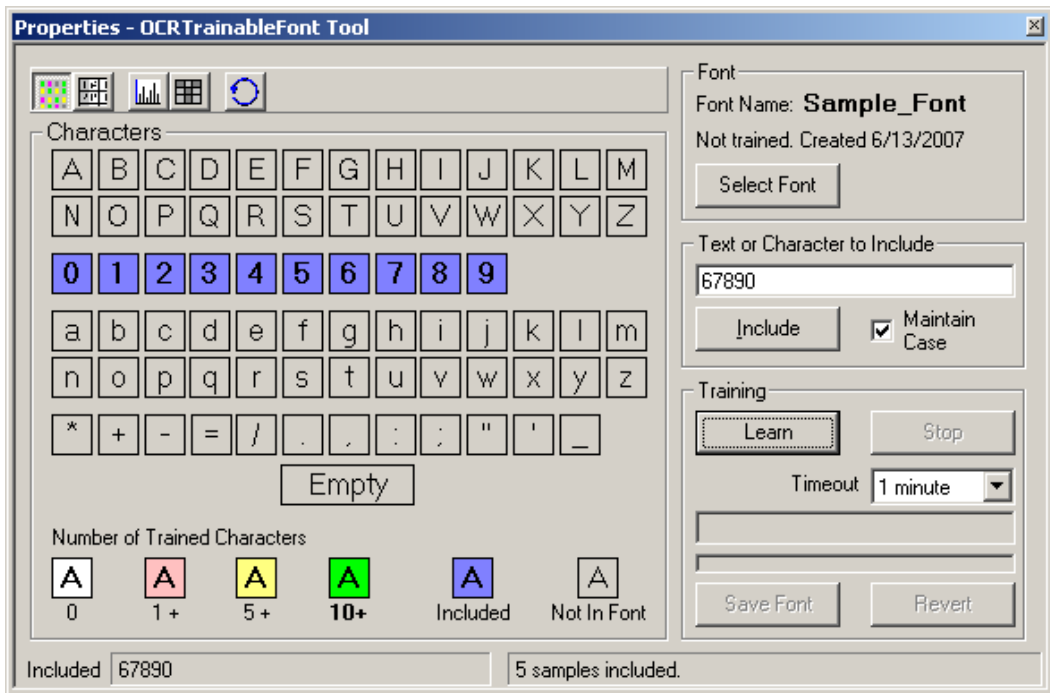 Properties - OCRTrainableFont Tool
Characters
A B C D E F G H I J K L M
N O P Q R S T U V W X Y Z
0 1 2 3 4 5 6 7 8 9
a b c d e f g h i j k l m
n o p q r s t u v w x y z
* + - = / . , : ; " ' _
Empty
Number of Trained Characters
A A A A A A
0 1 + 5 + 10+ Included Not In Font
Font
Font Name: Sample_Font
Not trained. Created 6/13/2007
Select Font
Text or Character to Include
67890
Include Maintain
Case
Training
Learn Stop
Timeout 1 minute
Save Font Revert
Included 67890 5 samples included.